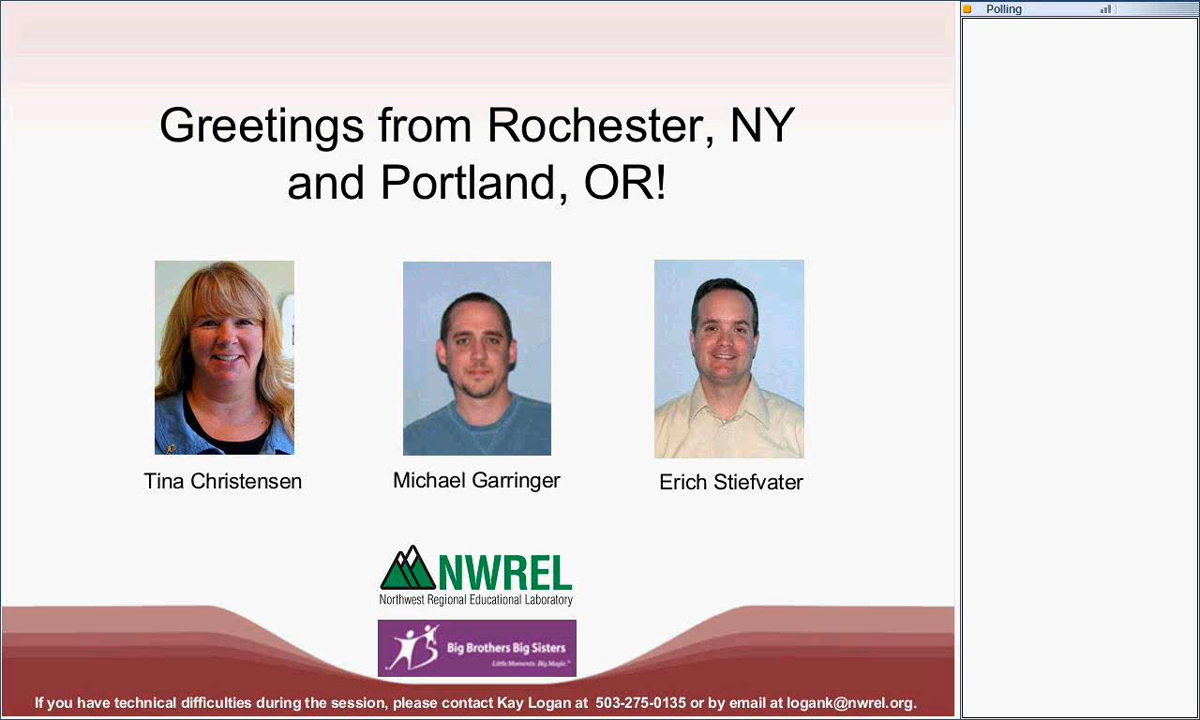 Polling
Greetings from Rochester, NY
and Portland, OR!
Tina Christensen
Michael Garringer
Erich Stiefvater
NWREL
Northwest Regional Educational Laboratory
Big Brothers Big Sisters
Little Moments. Big Magic.™
If you have technical difficulties during the session, please contact Kay Logan at 503-275-0135 or by email at logank@nwrel.org.